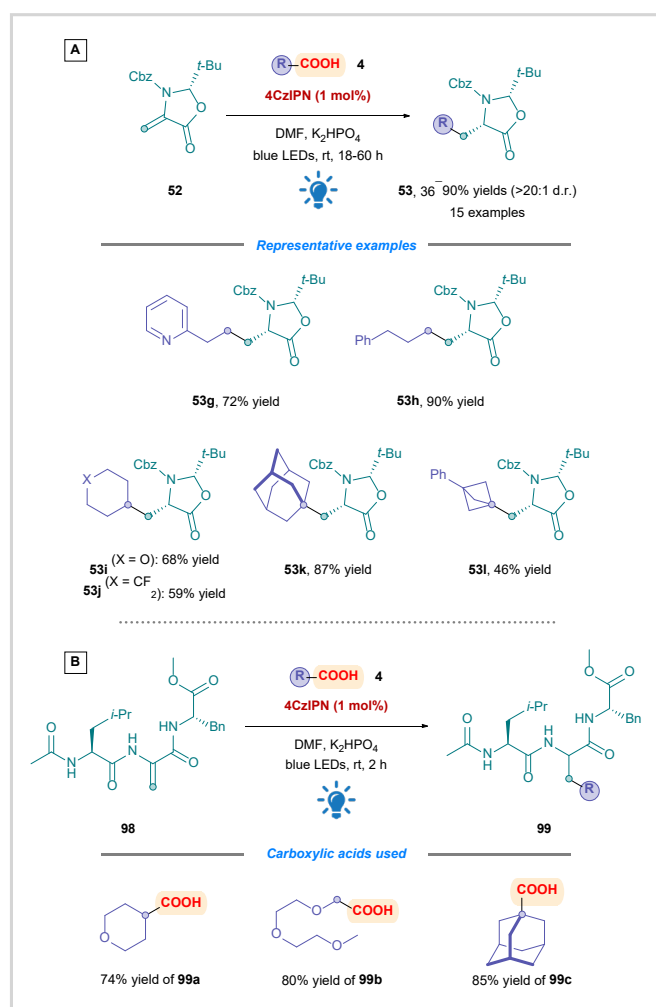 A
Cbz
t-Bu
N
O
O
52
R–COOH 4
4CzIPN (1 mol%)
DMF, K2HPO4
blue LEDs, rt, 18-60 h
Cbz
t-Bu
N
O
R
O
53, 36¯90% yields (>20:1 d.r.)
15 examples
Representative examples
N
Cbz
t-Bu
N
O
O
53g, 72% yield
Ph
Cbz
t-Bu
N
O
O
53h, 90% yield
X
Cbz
t-Bu
N
O
O
53i (X = O): 68% yield
53j (X = CF2): 59% yield
Cbz
t-Bu
N
O
O
53k, 87% yield
Ph
Cbz
t-Bu
N
O
O
53l, 46% yield
B
O
O
i-Pr
HN
Bn
O
H
N
N
H
O
O
98
R–COOH 4
4CzIPN (1 mol%)
DMF, K2HPO4
blue LEDs, rt, 2 h
O
O
i-Pr
HN
Bn
O
H
N
N
H
O
O
R
99
Carboxylic acids used
COOH
O
74% yield of 99a
O
COOH
O
O
80% yield of 99b
COOH
85% yield of 99c